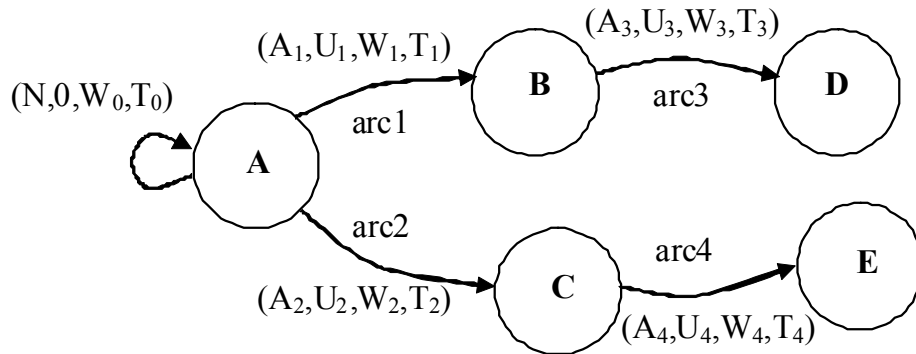 (A₁,U₁,W₁,T₁)
(A₃,U₃,W₃,T₃)
(N,0,W₀,T₀)
B
D
arc1
arc3
A
arc2
arc4
C
E
(A₂,U₂,W₂,T₂)
(A₄,U₄,W₄,T₄)